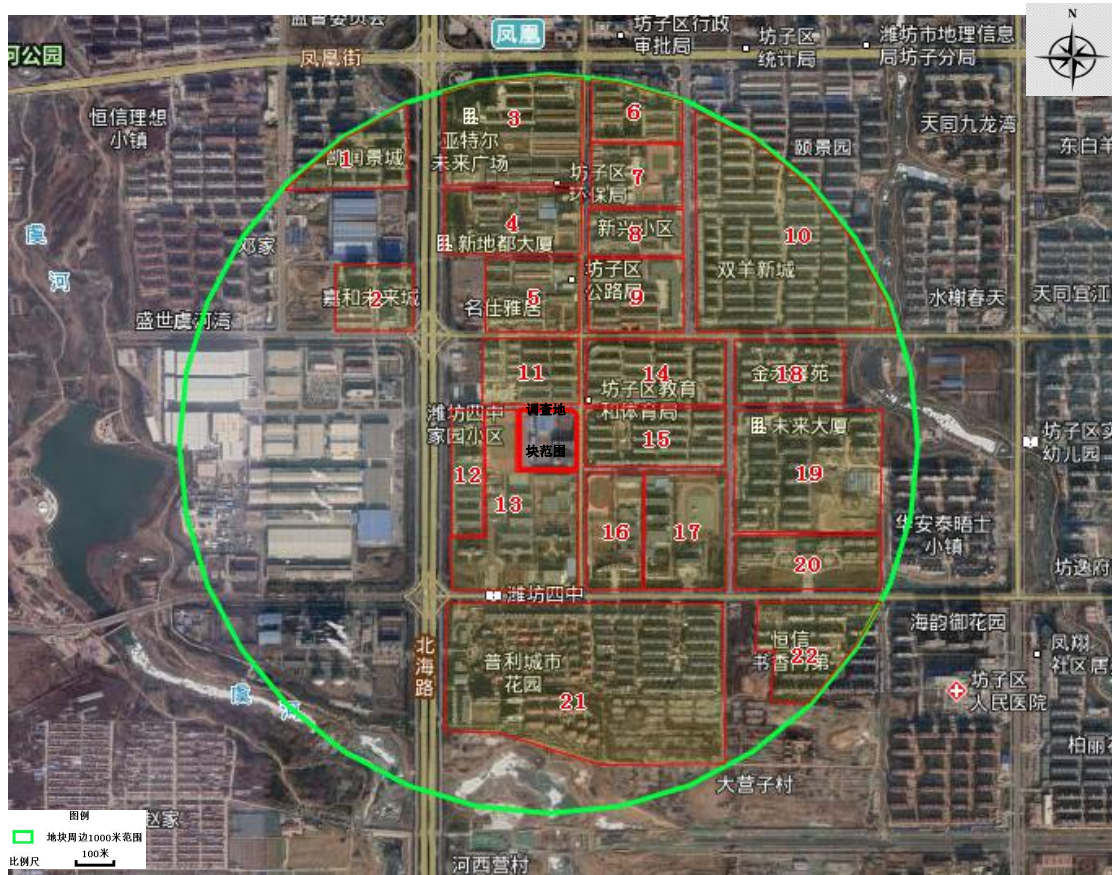 监督委员会
凤凰
坊子区行政
审批局
坊子区
统计局
潍坊市地理信息
局坊子分局
N
河公园
凤凰街
恒信理想
小镇
3
6
天同九龙湾
亚特尔
未来广场
颐景园
东白羊
1
凯润景城
7
坊子区
环保局
虞
河
邓家
4
新地都大厦
新兴小区
8
10
双羊新城
坊子区
公路局
2
嘉和未来城
5
名仕雅居
9
水榭春天
天同宜江
盛世虞河湾
11
14
18
坊子区教育
和体育局
潍坊四中
家园小区
调查地
块范围
15
未来大厦
坊子区实
幼儿园
12
13
19
16
17
华安泰晤士
小镇
20
坊逸府
潍坊四中
北海路
普利城市
花园
21
恒信
22
海韵御花园
凤翔
社区居
坊子区
人民医院
虞
河
柏丽
大营子村
赵家
河西营村
图例
地块周边1000米范围
比例尺
100米